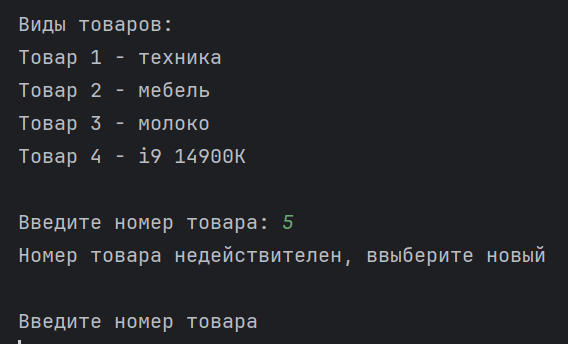 Виды товаров:
Товар 1 - техника
Товар 2 - мебель
Товар 3 - молоко
Товар 4 - i9 14900K
Введите номер товара: 5
Номер товара недействителен, ввыберите новый
Введите номер товара